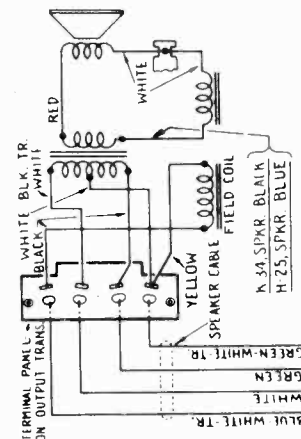 TERMINAL PANEL
ON OUTPUT TRANS.
BLACK
WHITE BLK. TR.
WHITE
RED
WHITE
YELLOW
FIELD COIL
SPEAKER CABLE
K 34, SPKR. BLACK
H-25, SPKR. BLUE
GREEN-WHITE-TR.
GREEN
WHITE
BLUE-WHITE-TR.